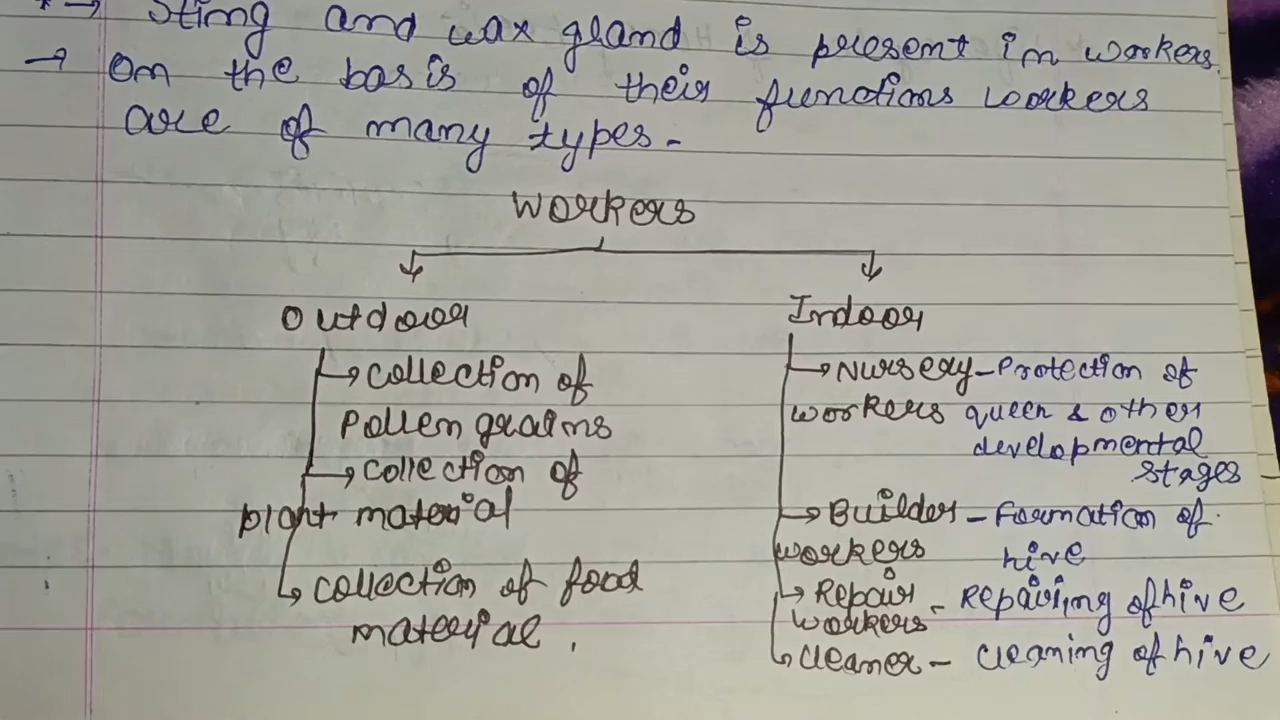 * → Sting and wax gland is present in workers.
→ On the basis of their functions workers
are of many types.
Workers
Outdoor
→ collection of
pollen grains
→ collection of
plant material
→ collection of food
material.
Indoor
→ Nursery - Protection of
workers queen & other
developmental
stages
→ Builder - Formation of
workers hive
→ Repair
workers - Repairing of hive
→ cleaner - cleaning of hive